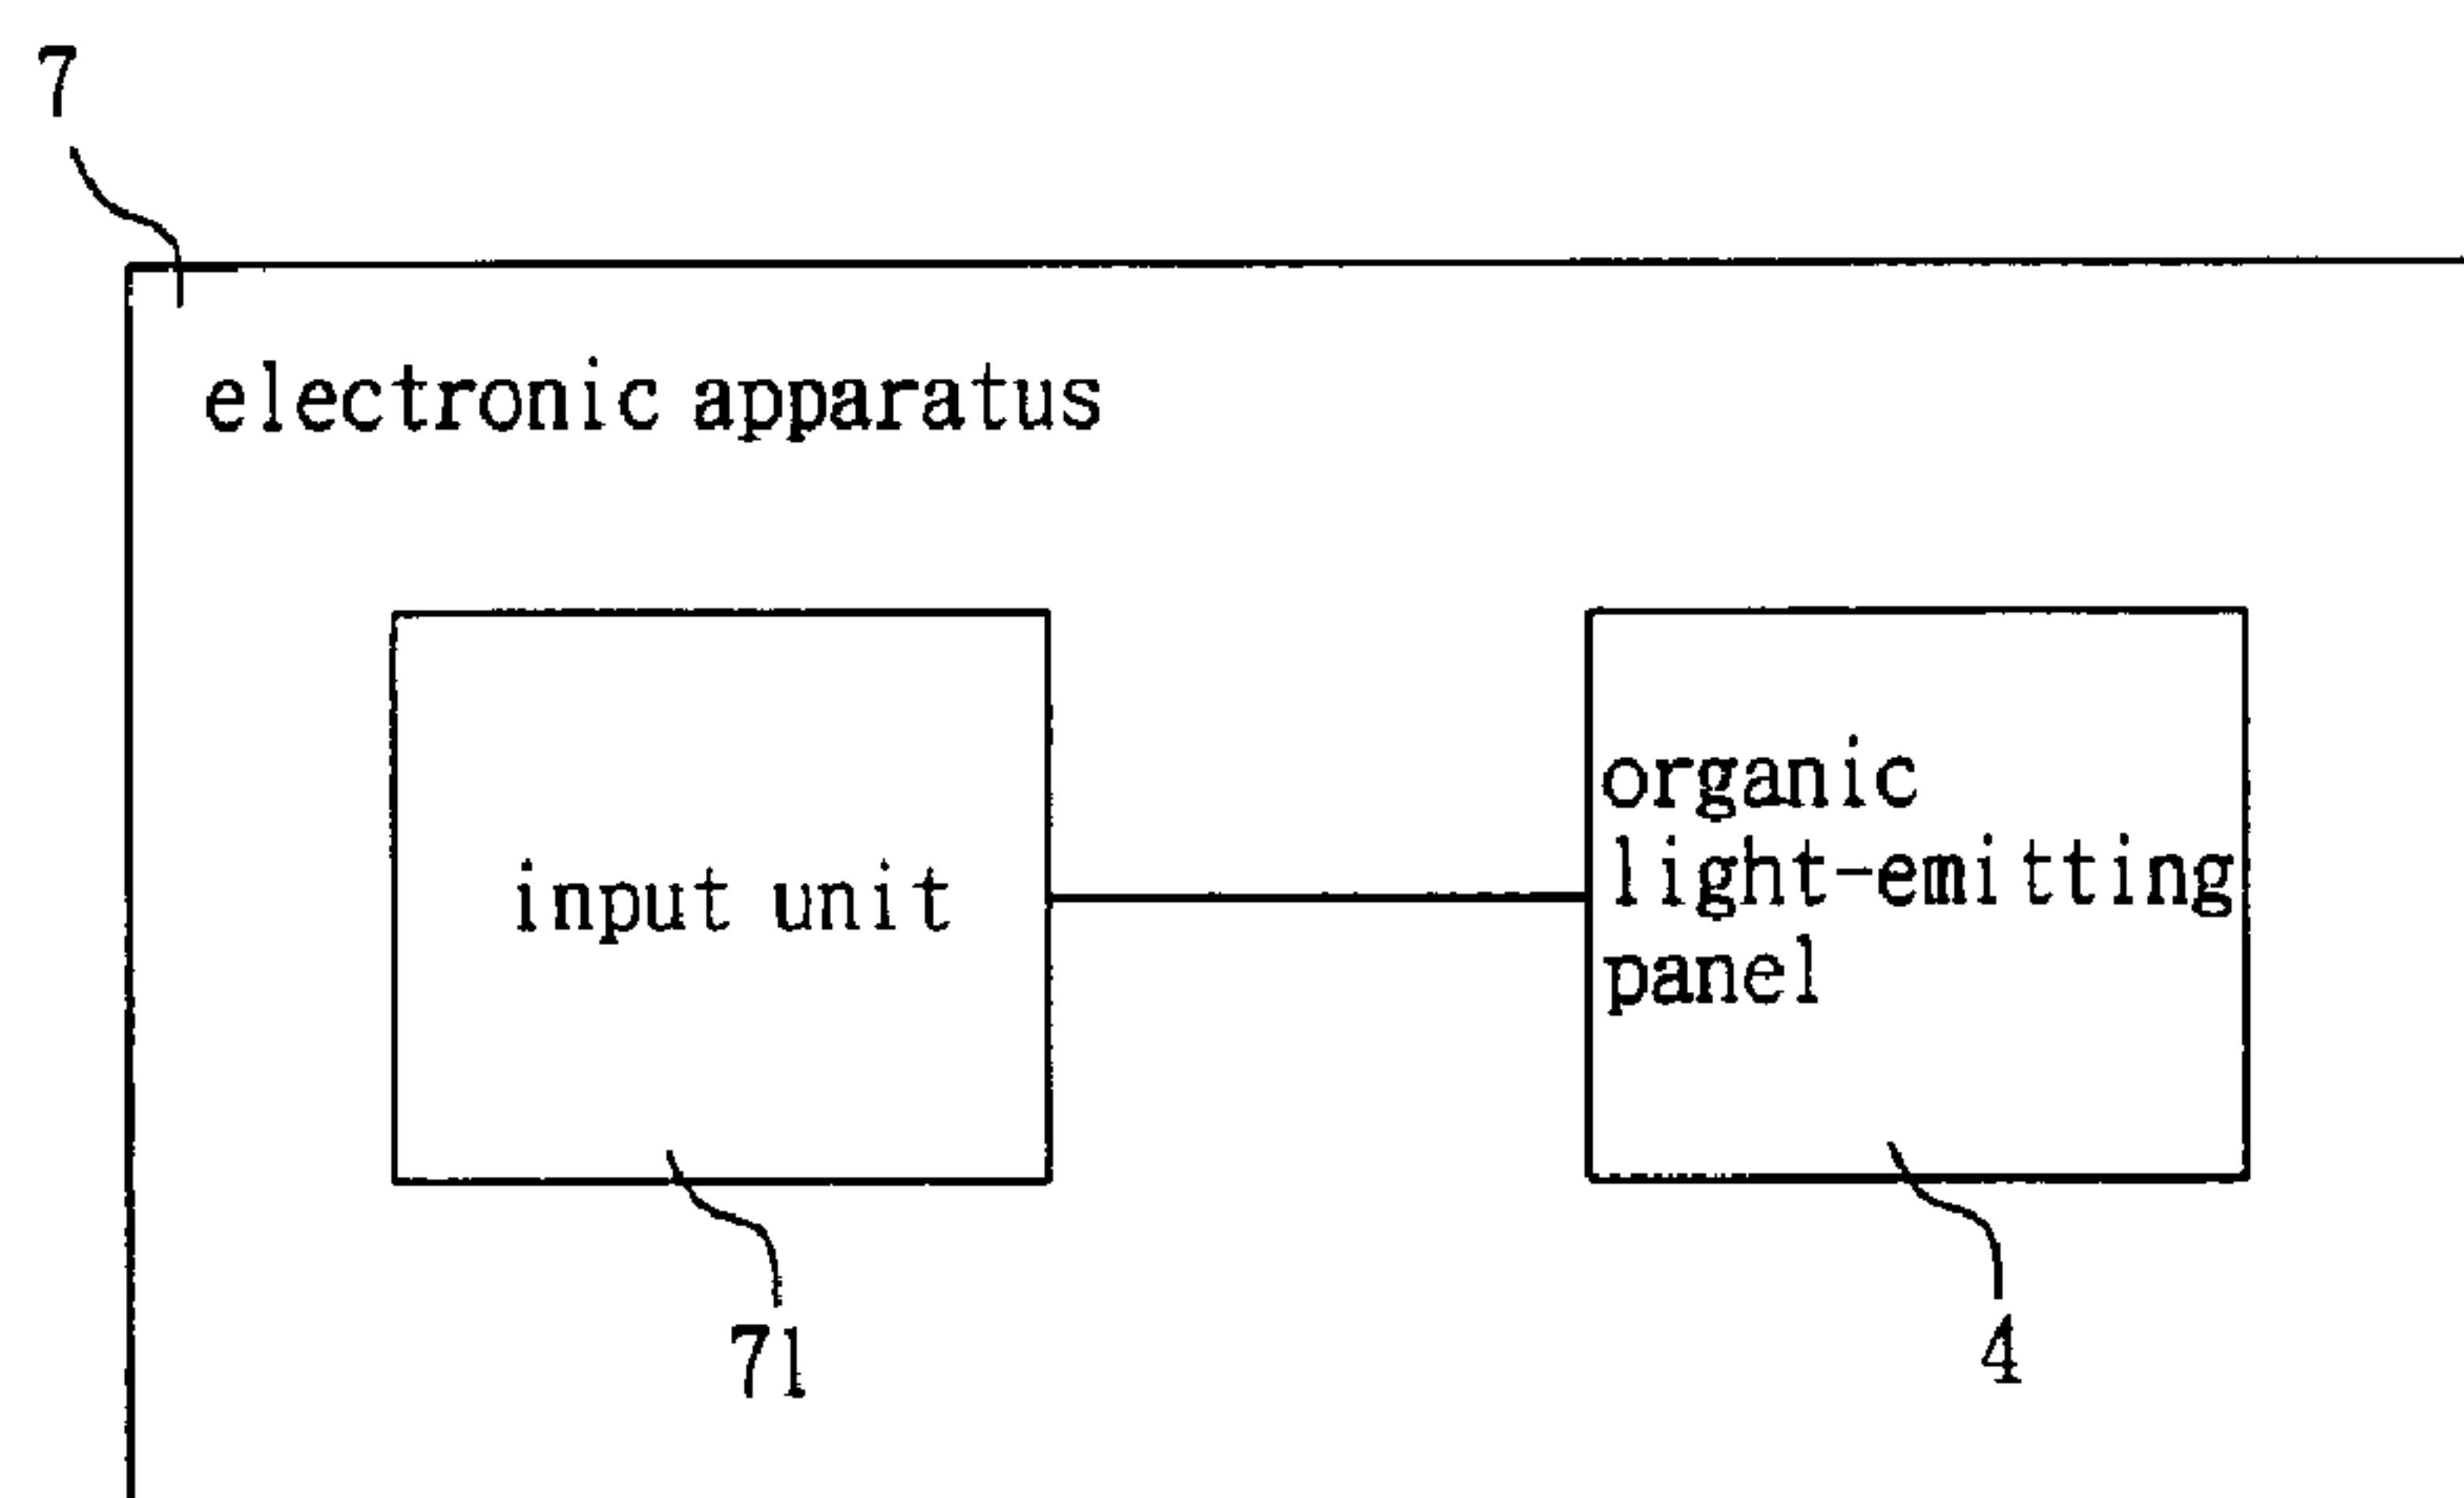 7
electronic apparatus
input unit
organic
light-emitting
panel
71
4